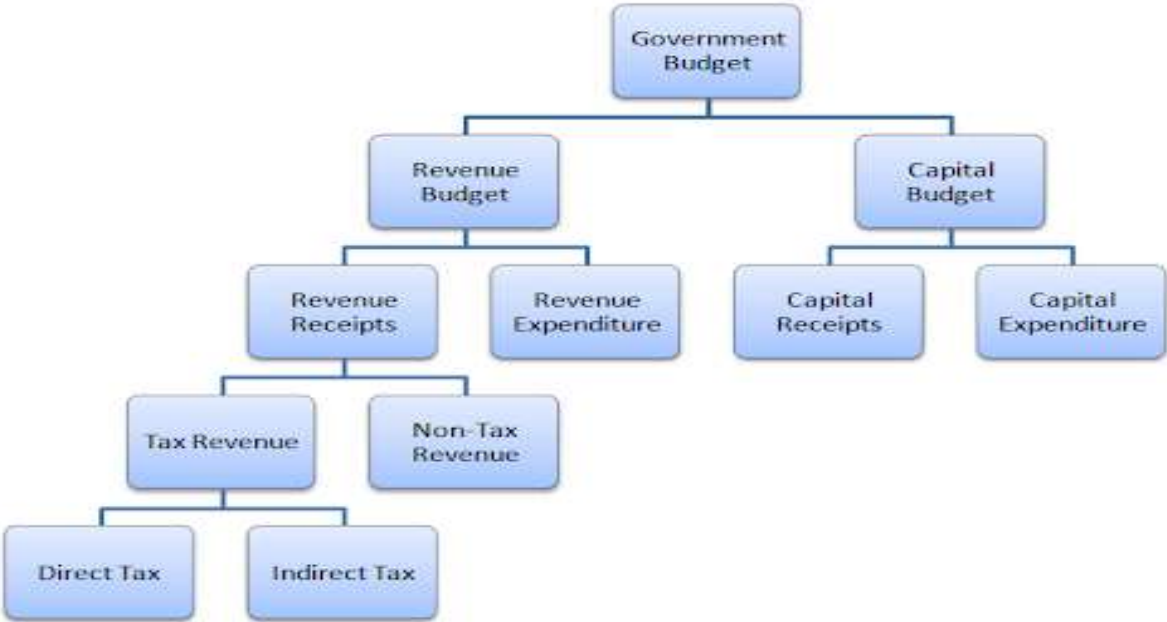 Government
Budget
Revenue
Budget
Capital
Budget
Revenue
Receipts
Revenue
Expenditure
Capital
Receipts
Capital
Expenditure
Tax Revenue
Non-Tax
Revenue
Direct Tax
Indirect Tax